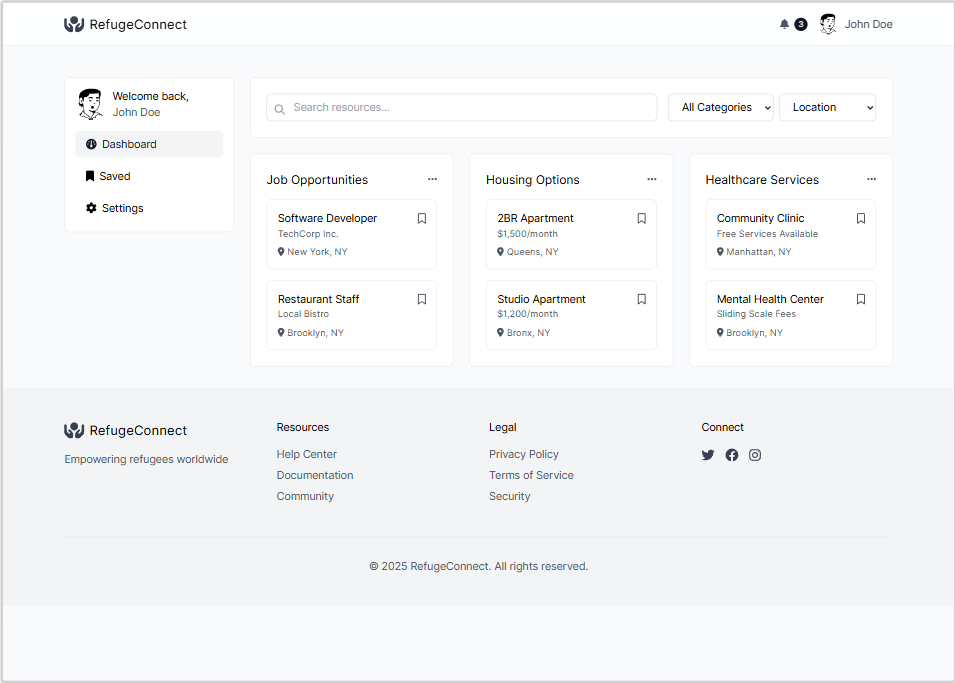 RefugeConnect
3
John Doe
Welcome back,
John Doe
Dashboard
Saved
Settings
Search resources...
All Categories
Location
Job Opportunities
Software Developer
TechCorp Inc.
New York, NY
Restaurant Staff
Local Bistro
Brooklyn, NY
Housing Options
2BR Apartment
$1,500/month
Queens, NY
Studio Apartment
$1,200/month
Bronx, NY
Healthcare Services
Community Clinic
Free Services Available
Manhattan, NY
Mental Health Center
Sliding Scale Fees
Brooklyn, NY
RefugeConnect
Empowering refugees worldwide
Resources
Help Center
Documentation
Community
Legal
Privacy Policy
Terms of Service
Security
Connect
© 2025 RefugeConnect. All rights reserved.